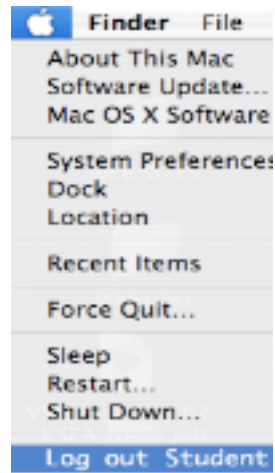 Finder File
About This Mac
Software Update...
Mac OS X Software
System Preferences
Dock
Location
Recent Items
Force Quit...
Sleep
Restart...
Shut Down...
Log out Student